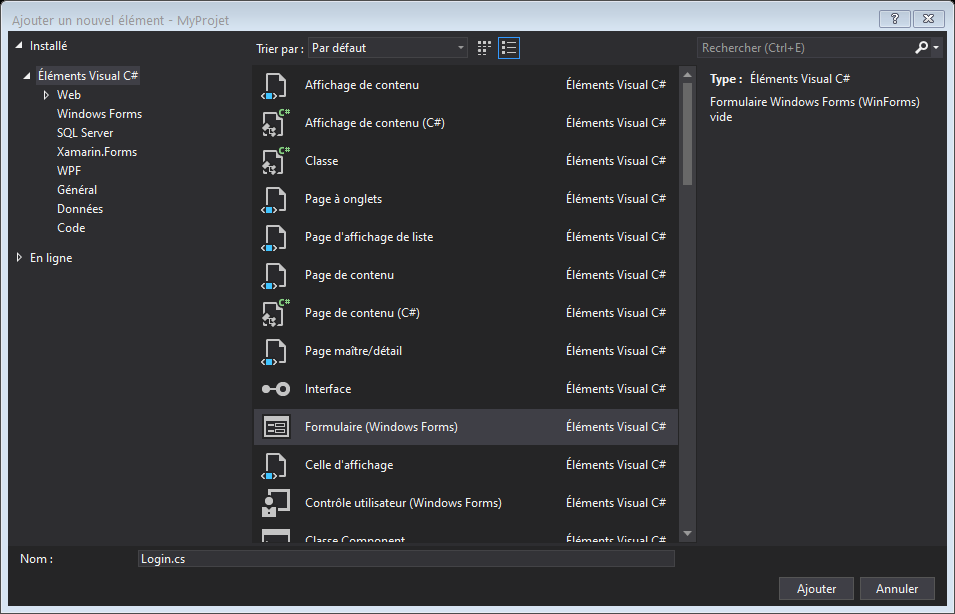 Ajouter un nouvel élément - MyProjet
Installé
Trier par : Par défaut
Rechercher (Ctrl+E)
Éléments Visual C#
Web
Windows Forms
SQL Server
Xamarin.Forms
WPF
Général
Données
Code
En ligne
Affichage de contenu Éléments Visual C#
Affichage de contenu (C#) Éléments Visual C#
Classe Éléments Visual C#
Page à onglets Éléments Visual C#
Page d'affichage de liste Éléments Visual C#
Page de contenu Éléments Visual C#
Page de contenu (C#) Éléments Visual C#
Page maître/détail Éléments Visual C#
Interface Éléments Visual C#
Formulaire (Windows Forms) Éléments Visual C#
Celle d'affichage Éléments Visual C#
Contrôle utilisateur (Windows Forms) Éléments Visual C#
Classe Component Éléments Visual C#
Type : Éléments Visual C#
Formulaire Windows Forms (WinForms)
vide
Nom : Login.cs
Ajouter Annuler